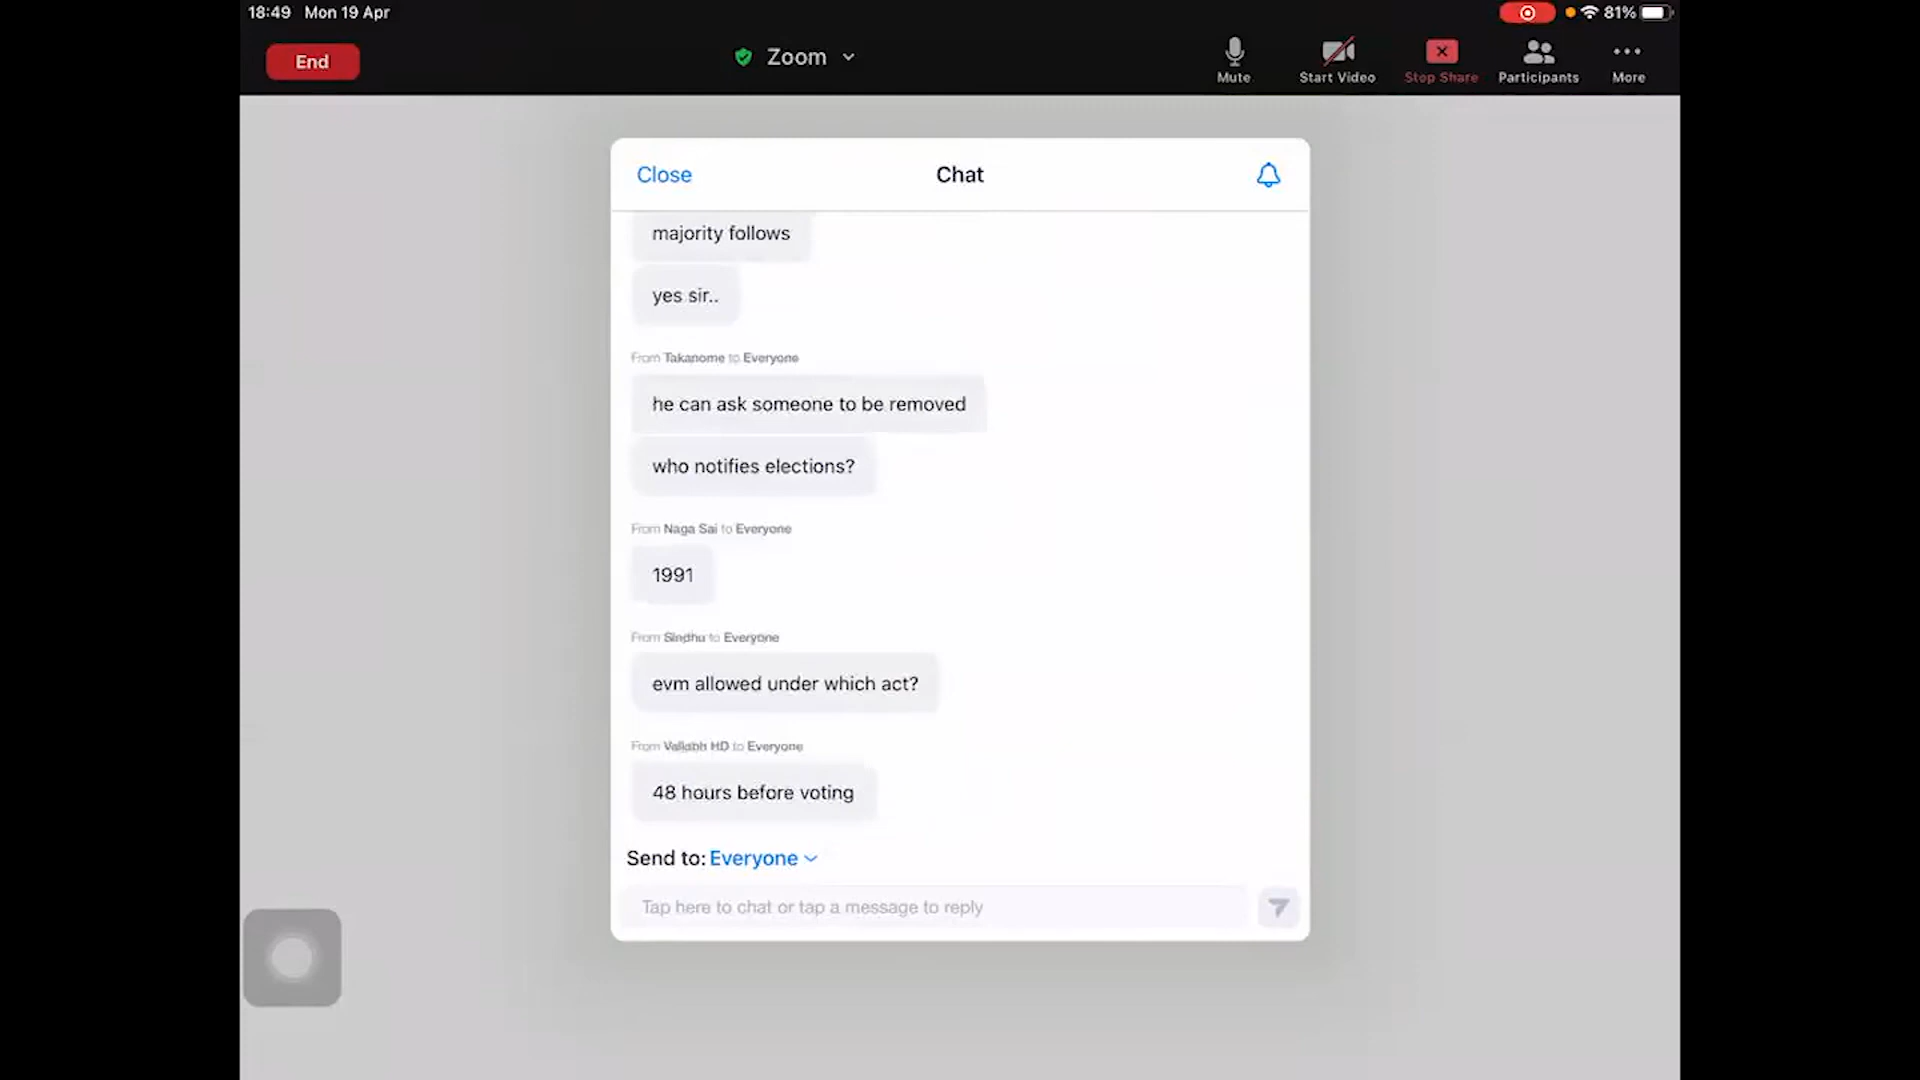 18:49 Mon 19 Apr
81%
End
Zoom
Mute
Start Video
Stop Share
Participants
More
Close
Chat
majority follows
yes sir..
From Takanome to Everyone
he can ask someone to be removed
who notifies elections?
From Naga Sai to Everyone
1991
From Sindhu to Everyone
evm allowed under which act?
From Vallabh HD to Everyone
48 hours before voting
Send to: Everyone
Tap here to chat or tap a message to reply